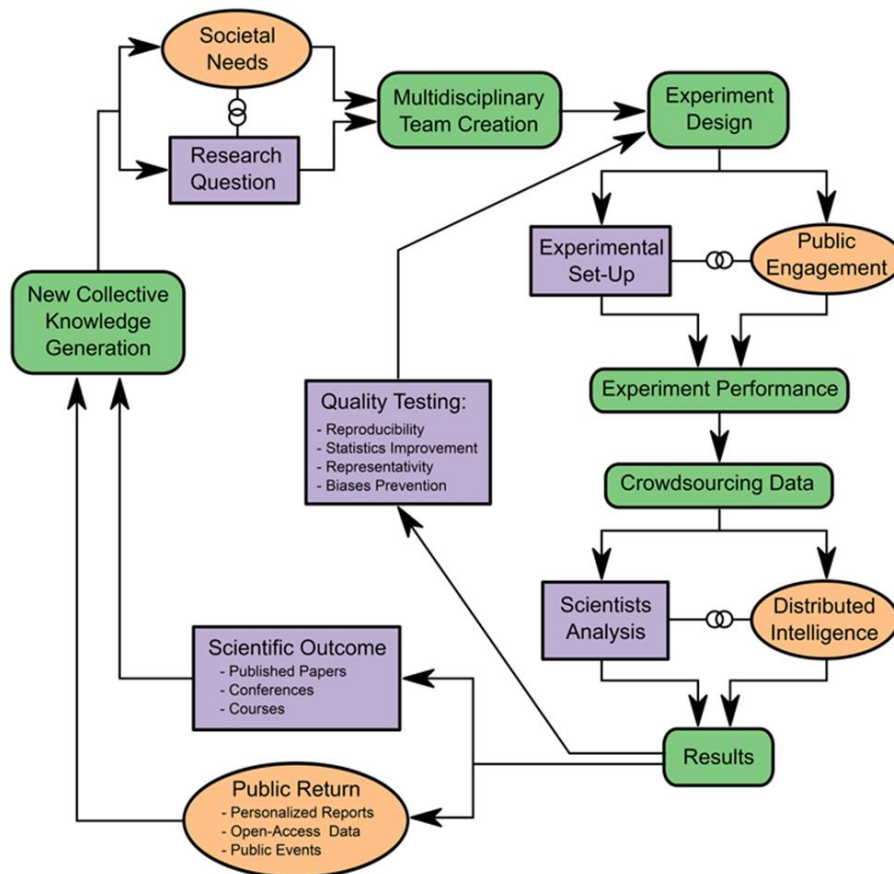 Societal
Needs
Research
Question
Multidisciplinary
Team Creation
Experiment
Design
Experimental
Set-Up
Public
Engagement
New Collective
Knowledge
Generation
Quality Testing:
- Reproducibility
- Statistics Improvement
- Representativity
- Biases Prevention
Experiment Performance
Crowdsourcing Data
Scientists
Analysis
Distributed
Intelligence
Scientific Outcome
- Published Papers
- Conferences
- Courses
Results
Public Return
- Personalized Reports
- Open-Access Data
- Public Events